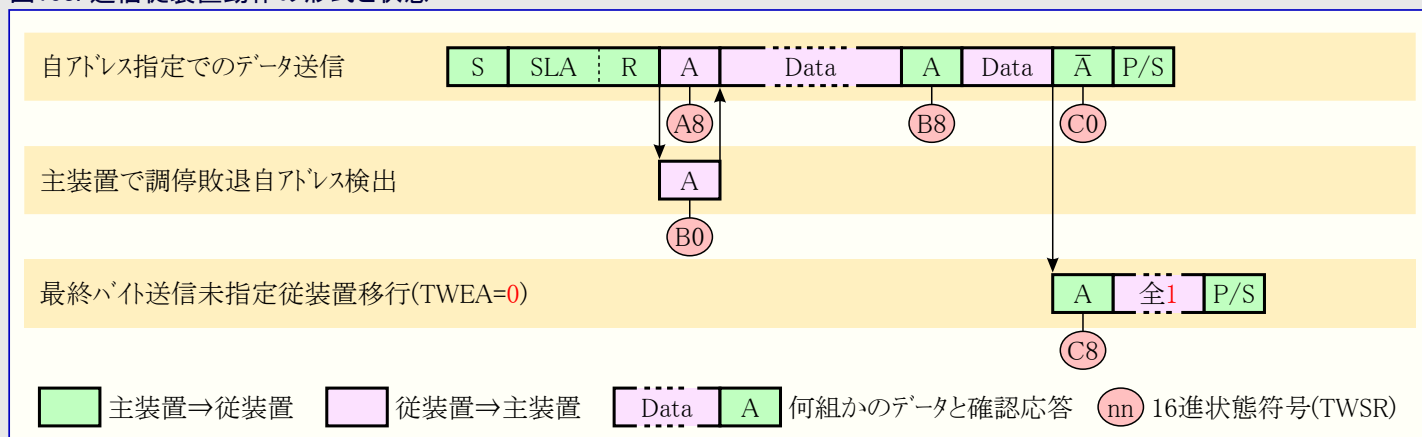 自アドレス指定でのデータ送信 S SLA R A Data A Data A̅ P/S
A8 B8 C0
主装置で調停敗退自アドレス検出 A
B0
最終バイト送信未指定従装置移行(TWEA=0) A 全1 P/S
C8
主装置⇒従装置 従装置⇒主装置 Data A 何組かのデータと確認応答 nn 16進状態符号(TWSR)